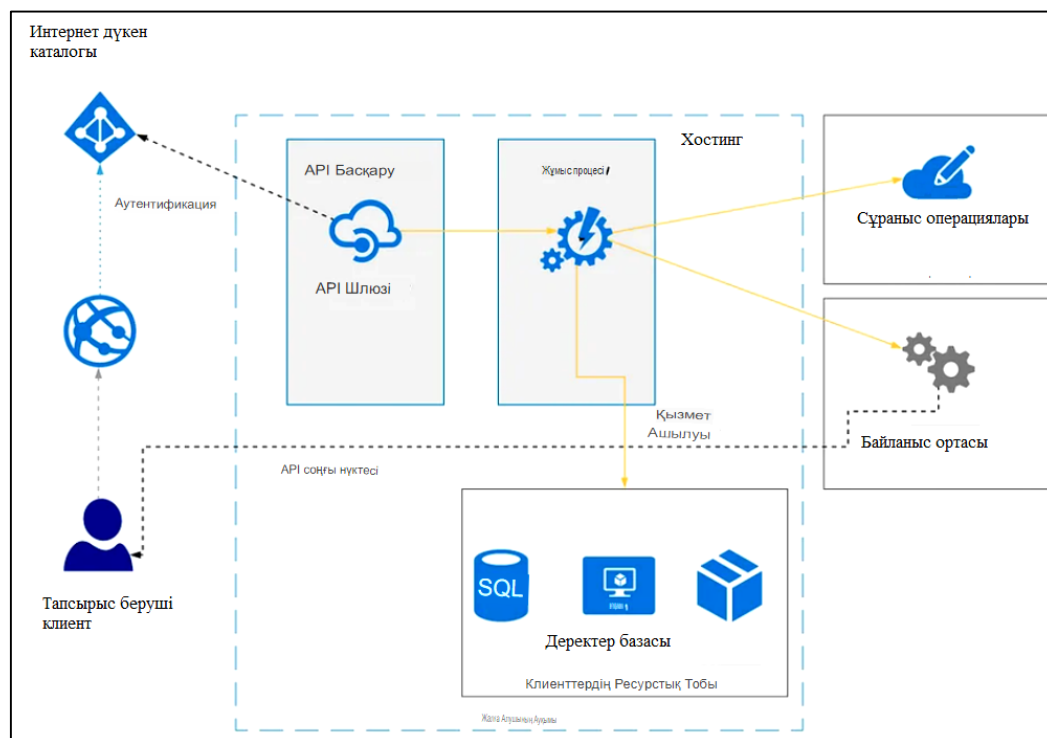 Интернет дүкен
каталогы
Аутентификация
API Басқару
API Шлюзі
Жұмыс процесі/
Хостинг
Сұраныс операциялары
Қызмет
Ашылуы
Байланыс ортасы
API соңғы нүктесі
Тапсырыс беруші
клиент
SQL
Деректер базасы
Клиенттердің Ресурстық Тобы